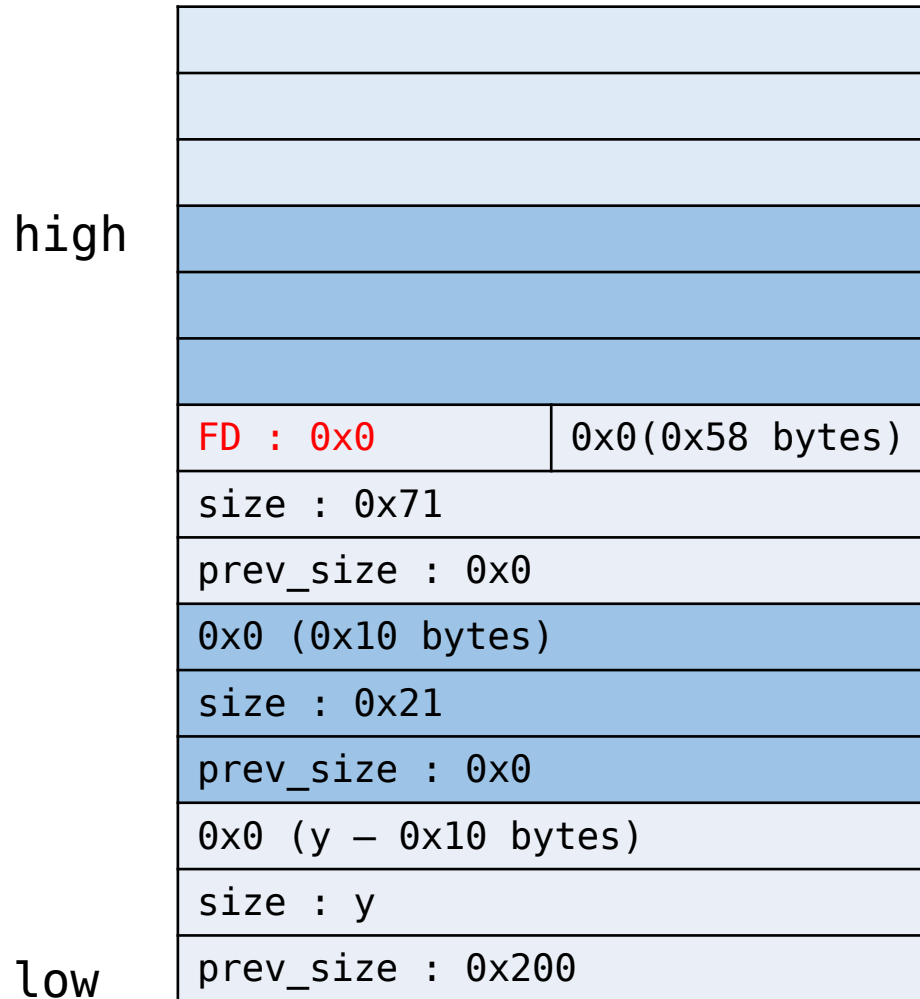 high
FD : 0x0
0x0(0x58 bytes)
size : 0x71
prev_size : 0x0
0x0 (0x10 bytes)
size : 0x21
prev_size : 0x0
0x0 (y – 0x10 bytes)
size : y
low
prev_size : 0x200